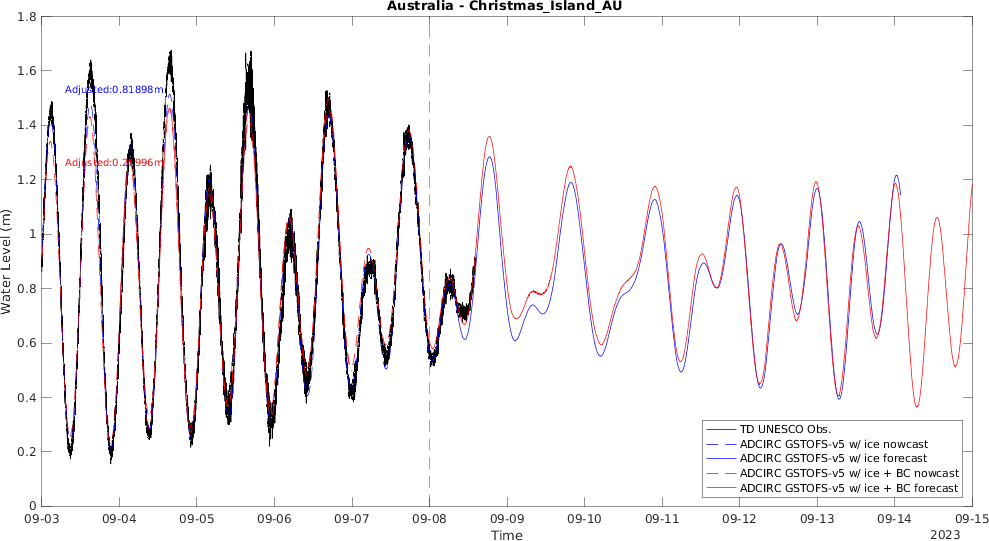 Australia - Christmas_Island_AU
1.8
1.6
1.4
1.2
1
0.8
0.6
0.4
0.2
0
Water Level (m)
Adjusted:0.81898m
TD UNESCO Obs.
ADCIRC GSTOFS-v5 w/ ice nowcast
ADCIRC GSTOFS-v5 w/ ice forecast
ADCIRC GSTOFS-v5 w/ ice + BC nowcast
ADCIRC GSTOFS-v5 w/ ice + BC forecast
09-03 09-04 09-05 09-06 09-07 09-08 09-09 09-10 09-11 09-12 09-13 09-14 09-15
Time
2023